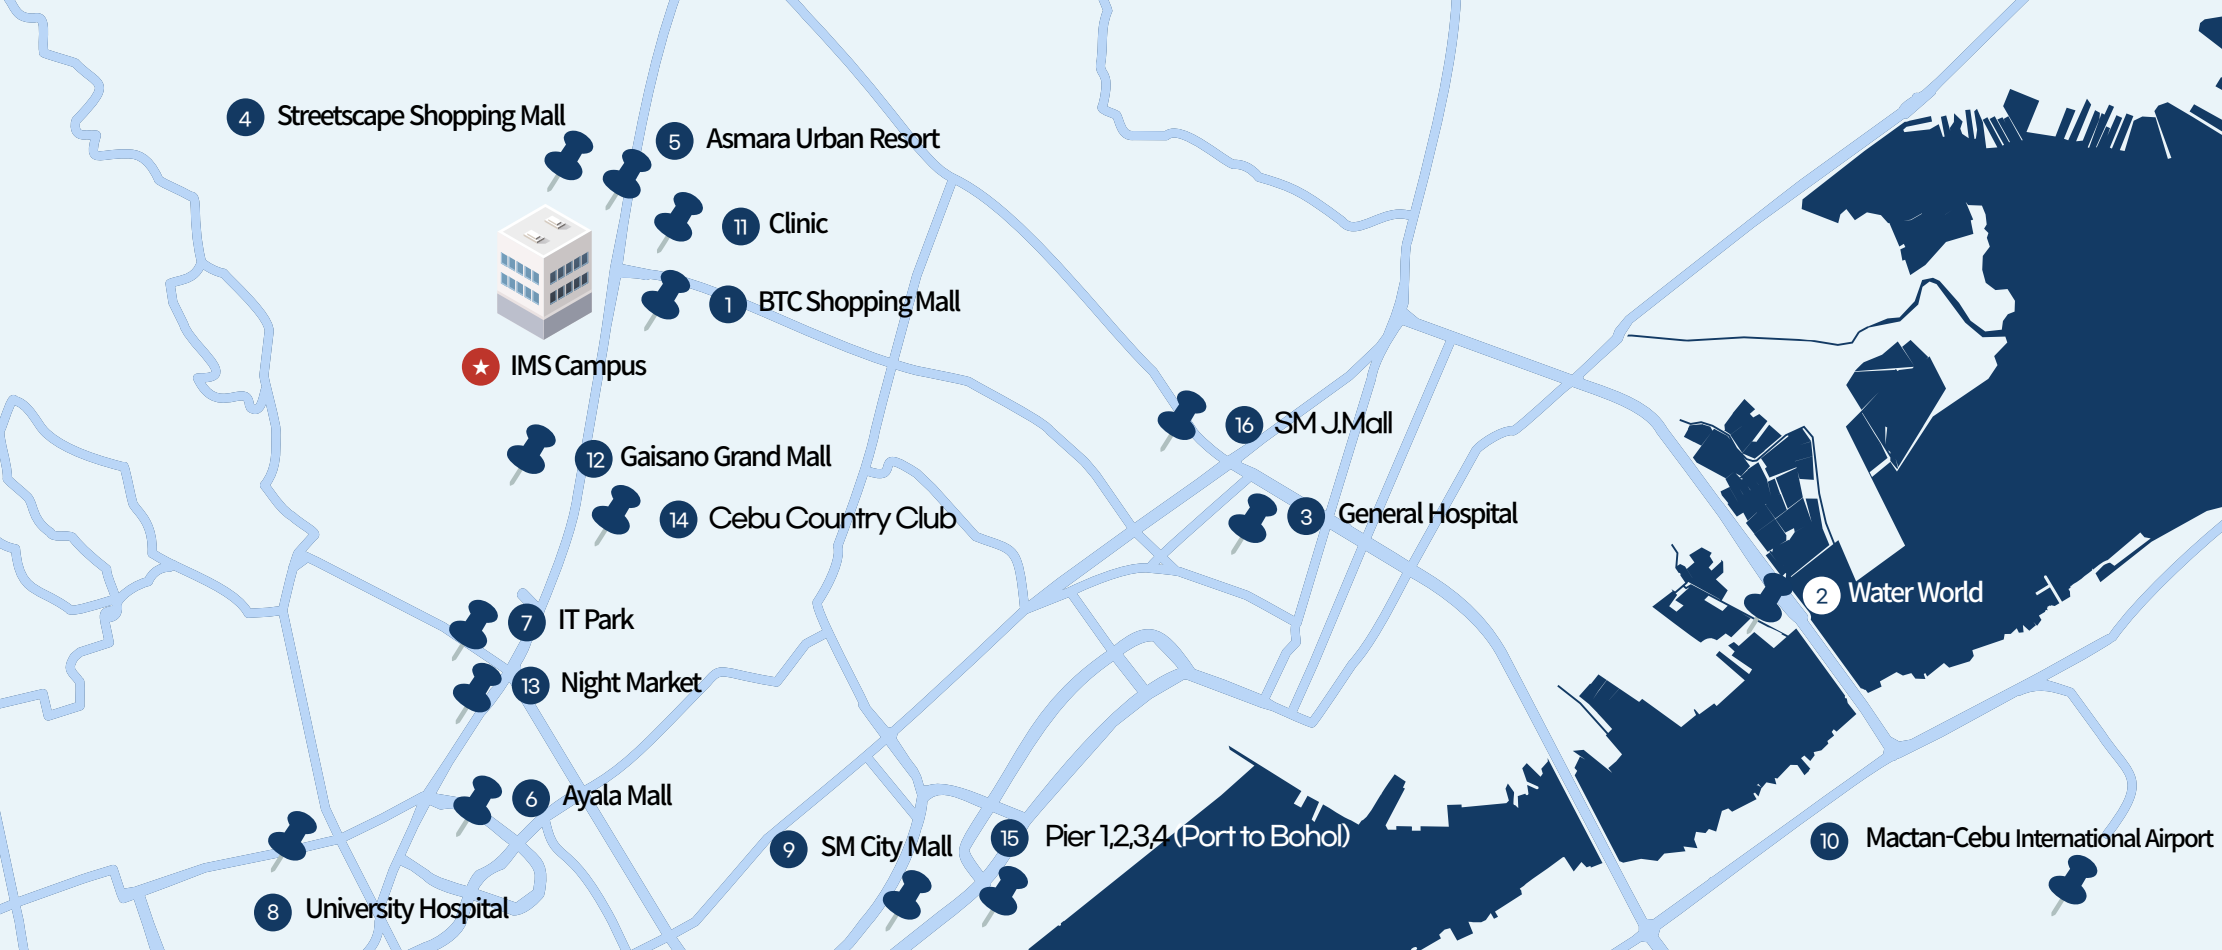 4 Streetscape Shopping Mall
5 Asmara Urban Resort
11 Clinic
1 BTC Shopping Mall
IMS Campus
16 SM J.Mall
12 Gaisano Grand Mall
14 Cebu Country Club
3 General Hospital
2 Water World
7 IT Park
13 Night Market
6 Ayala Mall
9 SM City Mall
15 Pier 1,2,3,4 (Port to Bohol)
10 Mactan-Cebu International Airport
8 University Hospital